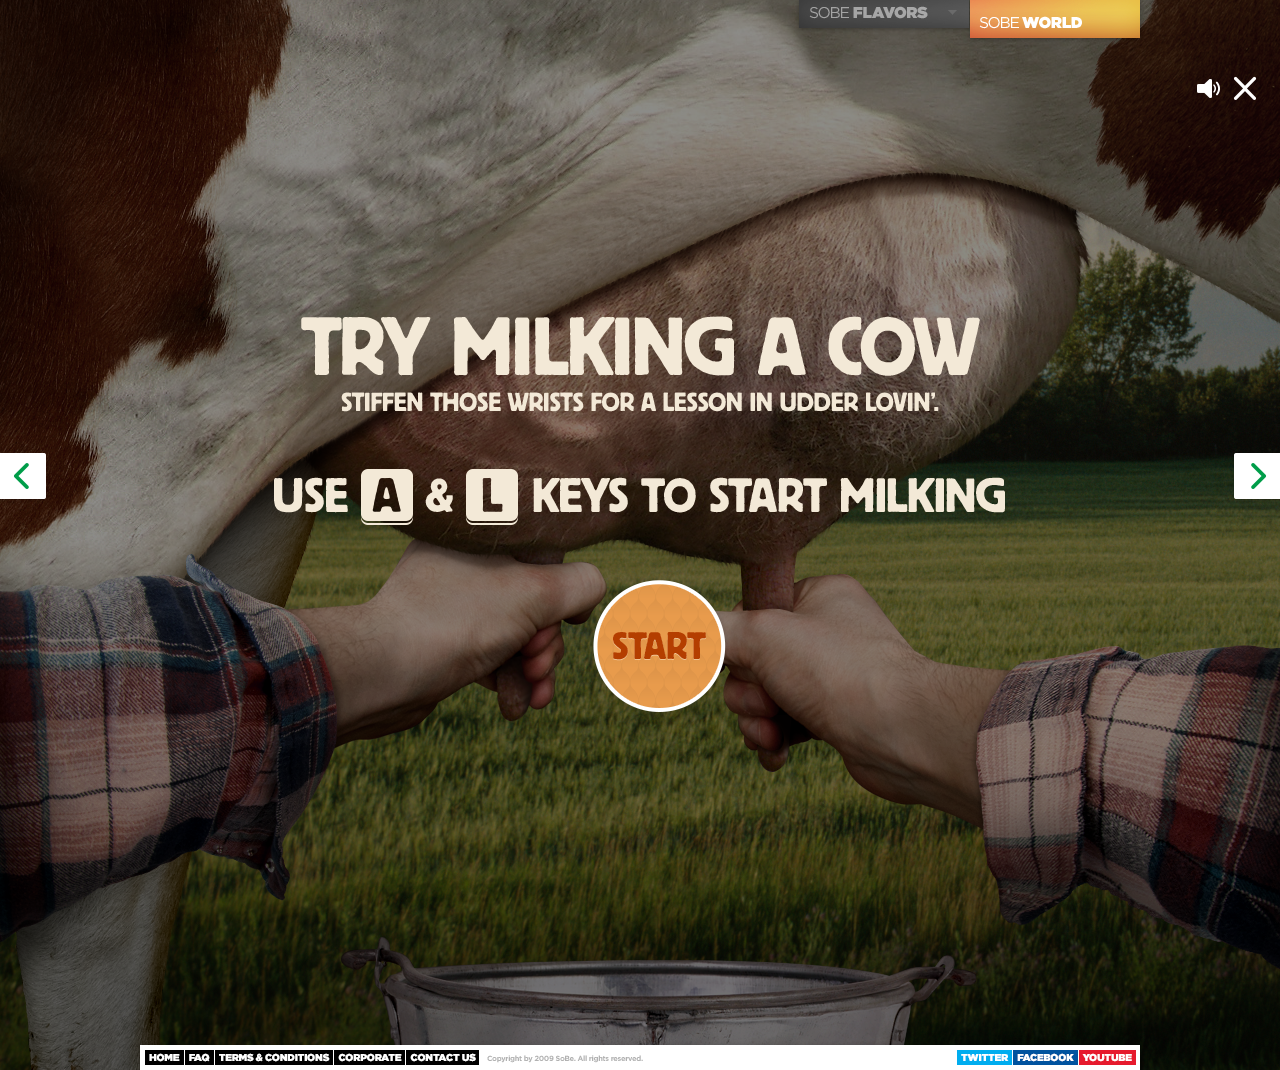 SOBE FLAVORS
SOBE WORLD
TRY MILKING A COW
STIFFEN THOSE WRISTS FOR A LESSON IN UDDER LOVIN'.
USE A & L KEYS TO START MILKING
START
HOME FAQ TERMS & CONDITIONS CORPORATE CONTACT US Copyright by 2009 SoBe. All rights reserved. TWITTER FACEBOOK YOUTUBE